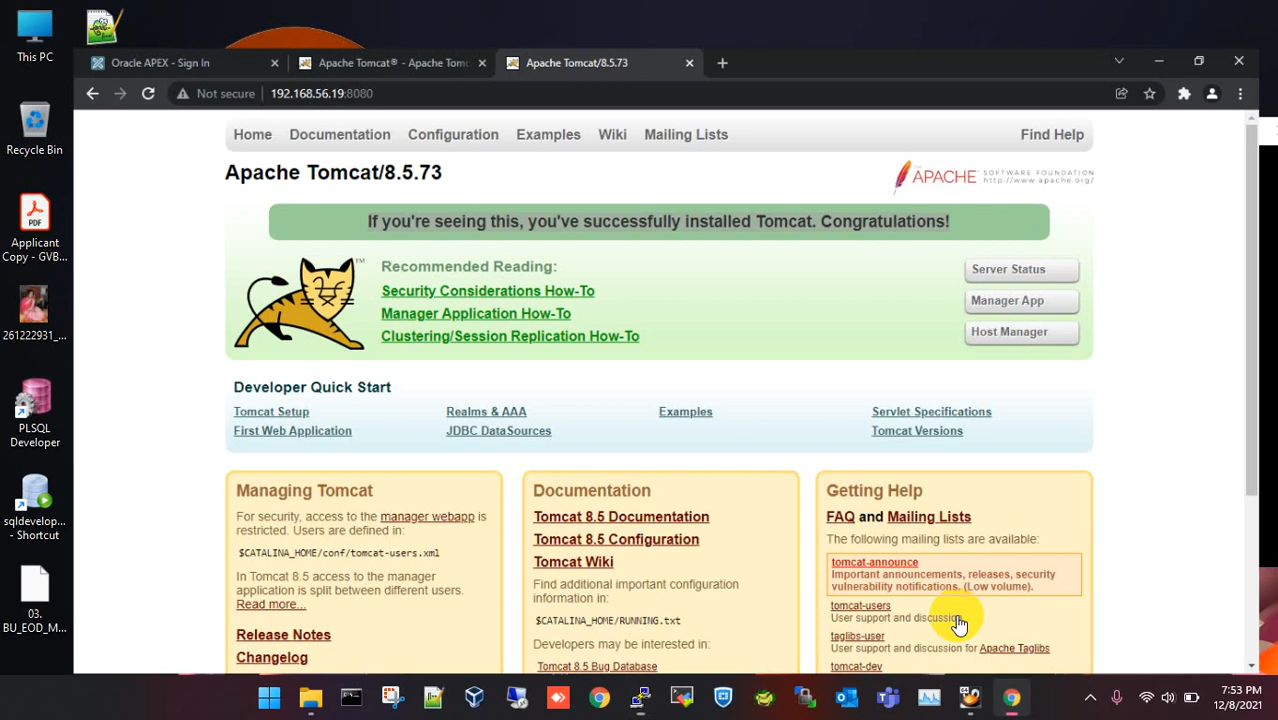 This PC
Recycle Bin
Applicant
Copy - GVB...
261222931_...
PLSQL
Developer
sqldevelop...
- Shortcut
03.
BU_EOD_M...
Oracle APEX - Sign In
Apache Tomcat® - Apache Tomc
Apache Tomcat/8.5.73
Not secure
192.168.56.19:8080
Home
Documentation
Configuration
Examples
Wiki
Mailing Lists
Find Help
Apache Tomcat/8.5.73
APACHE SOFTWARE FOUNDATION
http://www.apache.org/
If you're seeing this, you've successfully installed Tomcat. Congratulations!
TM
Recommended Reading:
Security Considerations How-To
Manager Application How-To
Clustering/Session Replication How-To
Server Status
Manager App
Host Manager
Developer Quick Start
Tomcat Setup
First Web Application
Realms & AAA
JDBC DataSources
Examples
Servlet Specifications
Tomcat Versions
Managing Tomcat
For security, access to the manager webapp is
restricted. Users are defined in:
$CATALINA_HOME/conf/tomcat-users.xml
In Tomcat 8.5 access to the manager
application is split between different users.
Read more...
Release Notes
Changelog
Documentation
Tomcat 8.5 Documentation
Tomcat 8.5 Configuration
Tomcat Wiki
Find additional important configuration
information in:
$CATALINA_HOME/RUNNING.txt
Developers may be interested in:
Tomcat 8.5 Bug Database
Getting Help
FAQ and Mailing Lists
The following mailing lists are available:
tomcat-announce
Important announcements, releases, security
vulnerability notifications. (Low volume).
tomcat-users
User support and discussion
taglibs-user
User support and discussion for Apache Taglibs
tomcat-dev
7:53 PM
12/8/2021